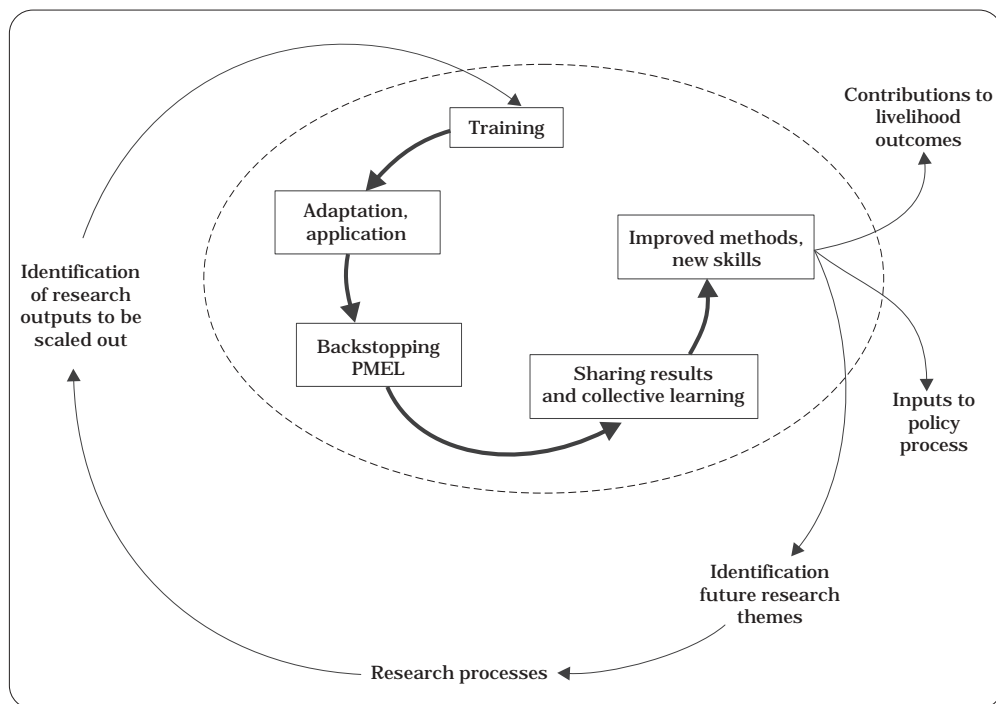 Training
Adaptation,
application
Backstopping
PMEL
Sharing results
and collective learning
Improved methods,
new skills
Contributions to
livelihood
outcomes
Inputs to
policy
process
Identification
future research
themes
Research processes
Identification
of research
outputs to be
scaled out